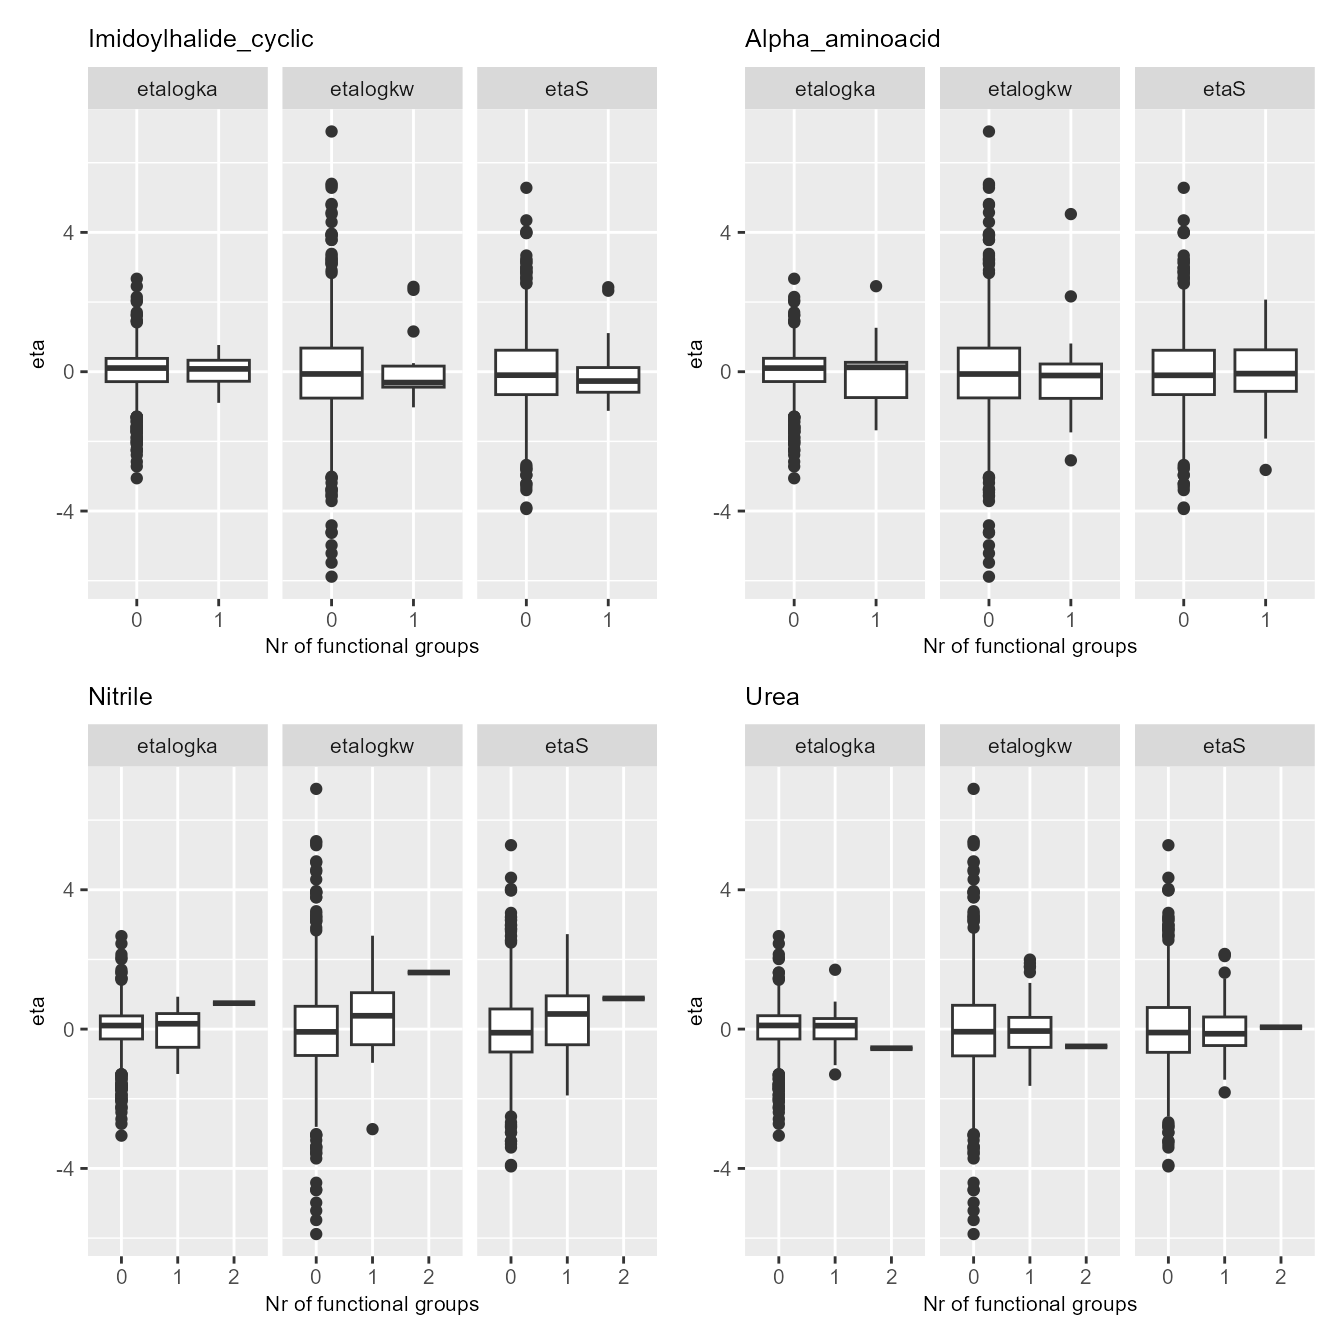 Imidoylhalide_cyclic
etalogka etalogkw etaS
eta
4
0
-4
0 1 0 1 0 1
Nr of functional groups
Alpha_aminoacid
etalogka etalogkw etaS
eta
4
0
-4
0 1 0 1 0 1
Nr of functional groups
Nitrile
etalogka etalogkw etaS
eta
4
0
-4
0 1 2 0 1 2 0 1 2
Nr of functional groups
Urea
etalogka etalogkw etaS
eta
4
0
-4
0 1 2 0 1 2 0 1 2
Nr of functional groups